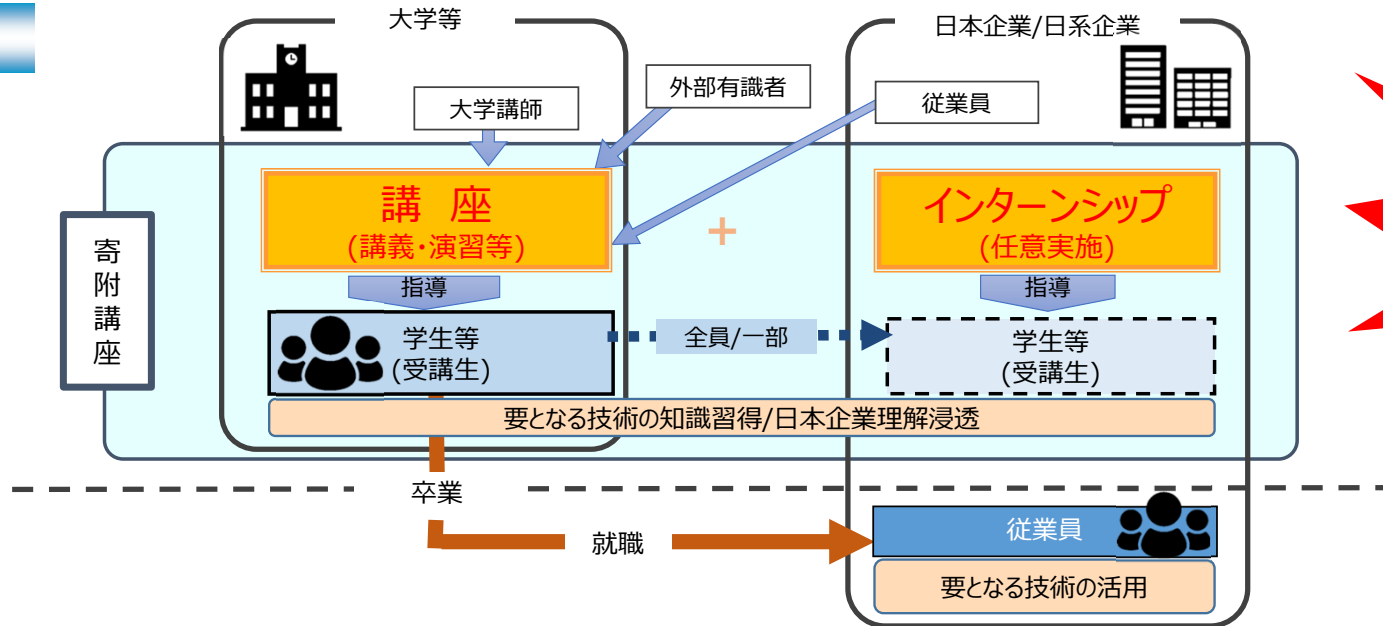 大学等
日本企業/日系企業
外部有識者
大学講師
従業員
寄附講座
講 座
(講義・演習等)
+
インターンシップ
(任意実施)
指導
指導
学生等
(受講生)
全員/一部
学生等
(受講生)
要となる技術の知識習得/日本企業理解浸透
卒業
就職
従業員
要となる技術の活用